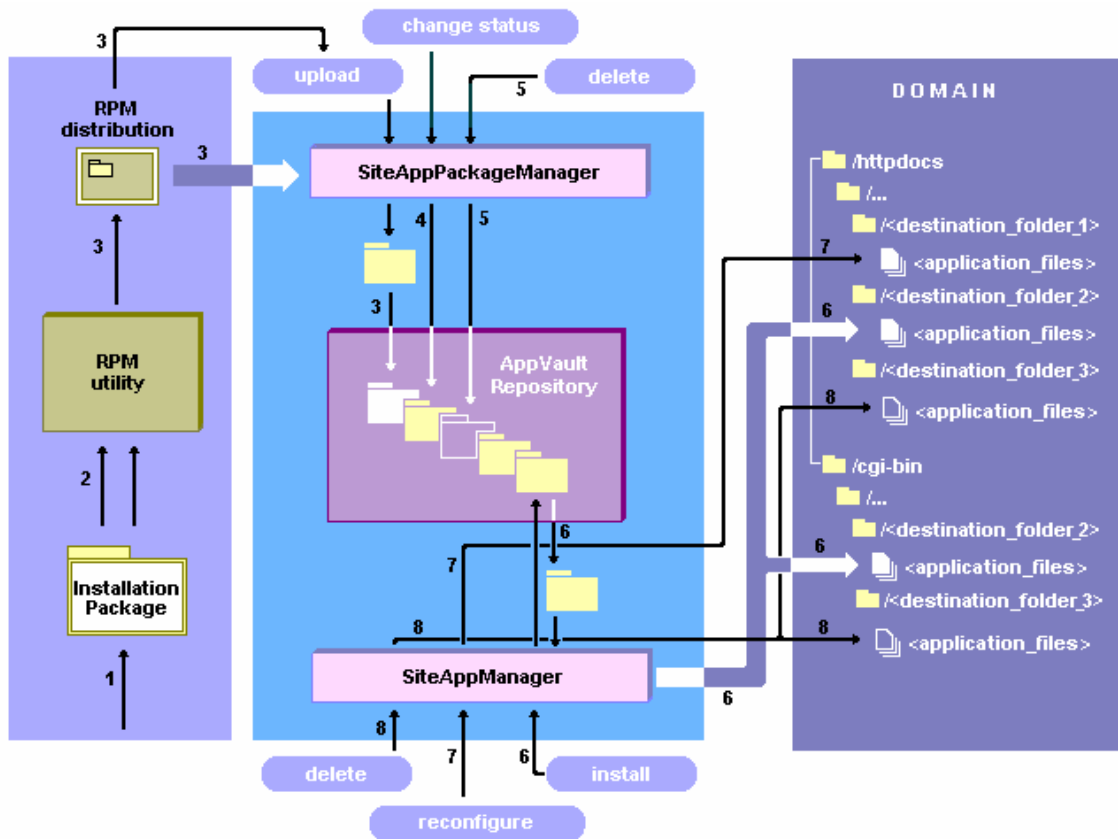 3
change status
upload
5
delete
RPM
distribution
3
SiteAppPackageManager
4
5
3
3
RPM
utility
AppVault
Repository
2
6
7
Installation
Package
1
8
SiteAppManager
6
8
7
6
delete
install
reconfigure
DOMAIN
/httpdocs
/...
/<destination_folder_1>
7
<application_files>
/<destination_folder_2>
6
<application_files>
/<destination_folder_3>
8
<application_files>
/cgi-bin
/...
/<destination_folder_2>
6
<application_files>
/<destination_folder_3>
8
<application_files>